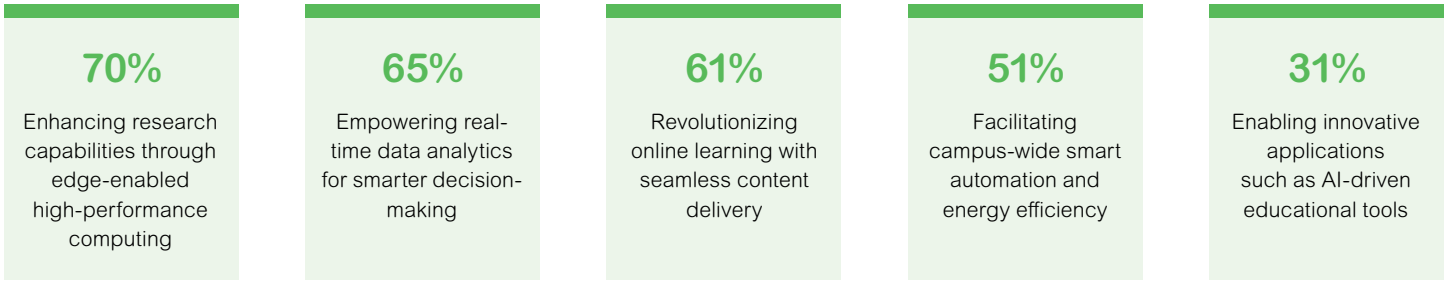 70%
Enhancing research
capabilities through
edge-enabled
high-performance
computing
65%
Empowering real-
time data analytics
for smarter decision-
making
61%
Revolutionizing
online learning with
seamless content
delivery
51%
Facilitating
campus-wide smart
automation and
energy efficiency
31%
Enabling innovative
applications
such as AI-driven
educational tools